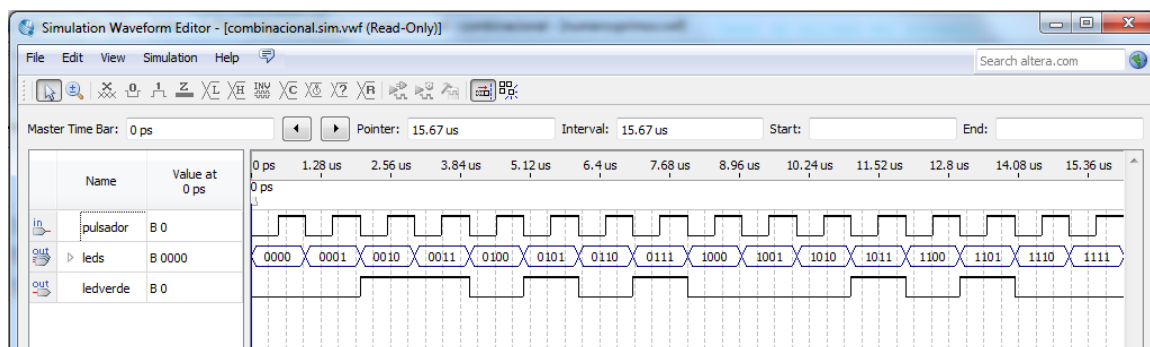 Simulation Waveform Editor - [combinacional.sim.vwf (Read-Only)]
File Edit View Simulation Help
Search altera.com
Master Time Bar: 0 ps Pointer: 15.67 us Interval: 15.67 us Start: End:
Name Value at 0 ps
0 ps 1.28 us 2.56 us 3.84 us 5.12 us 6.4 us 7.68 us 8.96 us 10.24 us 11.52 us 12.8 us 14.08 us 15.36 us
0 ps
in pulsador B 0
out leds B 0000 0000 0001 0010 0011 0100 0101 0110 0111 1000 1001 1010 1011 1100 1101 1110 1111
out ledverde B 0